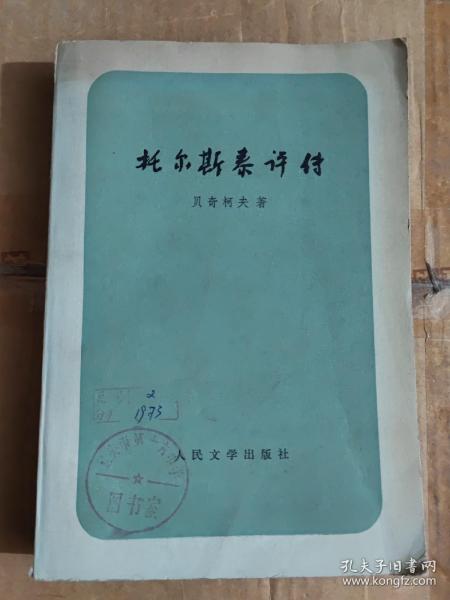 托尔斯泰评传
贝奇柯夫著
2
1973
人民文学出版社
图书室
孔夫子旧书网
www.kongfz.com